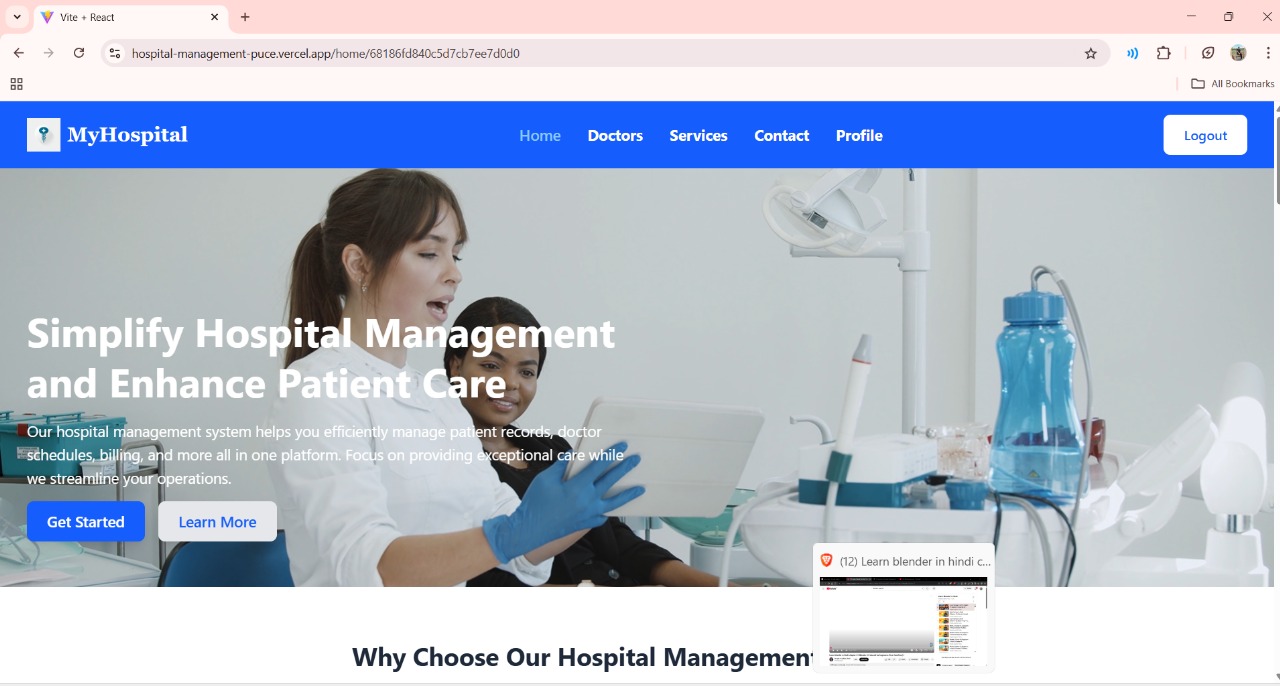 Vite + React
hospital-management-puce.vercel.app/home/68186fd840c5d7cb7ee7d0d0
All Bookmarks
MyHospital
Home
Doctors
Services
Contact
Profile
Logout
Simplify Hospital Management
and Enhance Patient Care
Our hospital management system helps you efficiently manage patient records, doctor
schedules, billing, and more all in one platform. Focus on providing exceptional care while
we streamline your operations.
Get Started
Learn More
(12) Learn blender in hindi c...
Why Choose Our Hospital Management